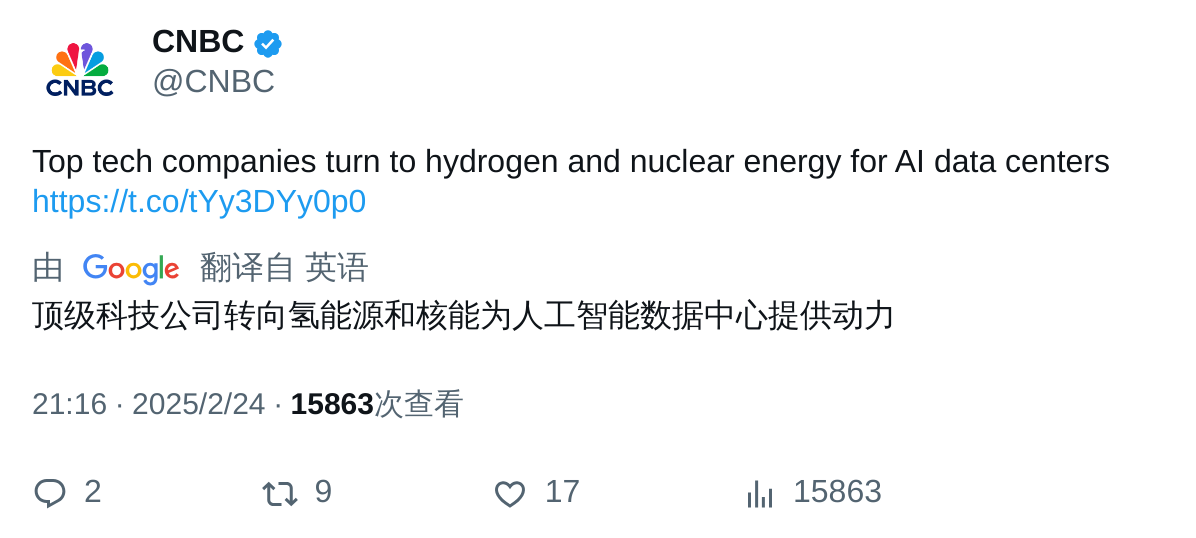 CNBC
CNBC
@CNBC
Top tech companies turn to hydrogen and nuclear energy for AI data centers
https://t.co/tYy3DYy0p0
由 Google 翻译自 英语
顶级科技公司转向氢能源和核能为人工智能数据中心提供动力
21:16 · 2025/2/24 · 15863次查看
2 9 17 15863